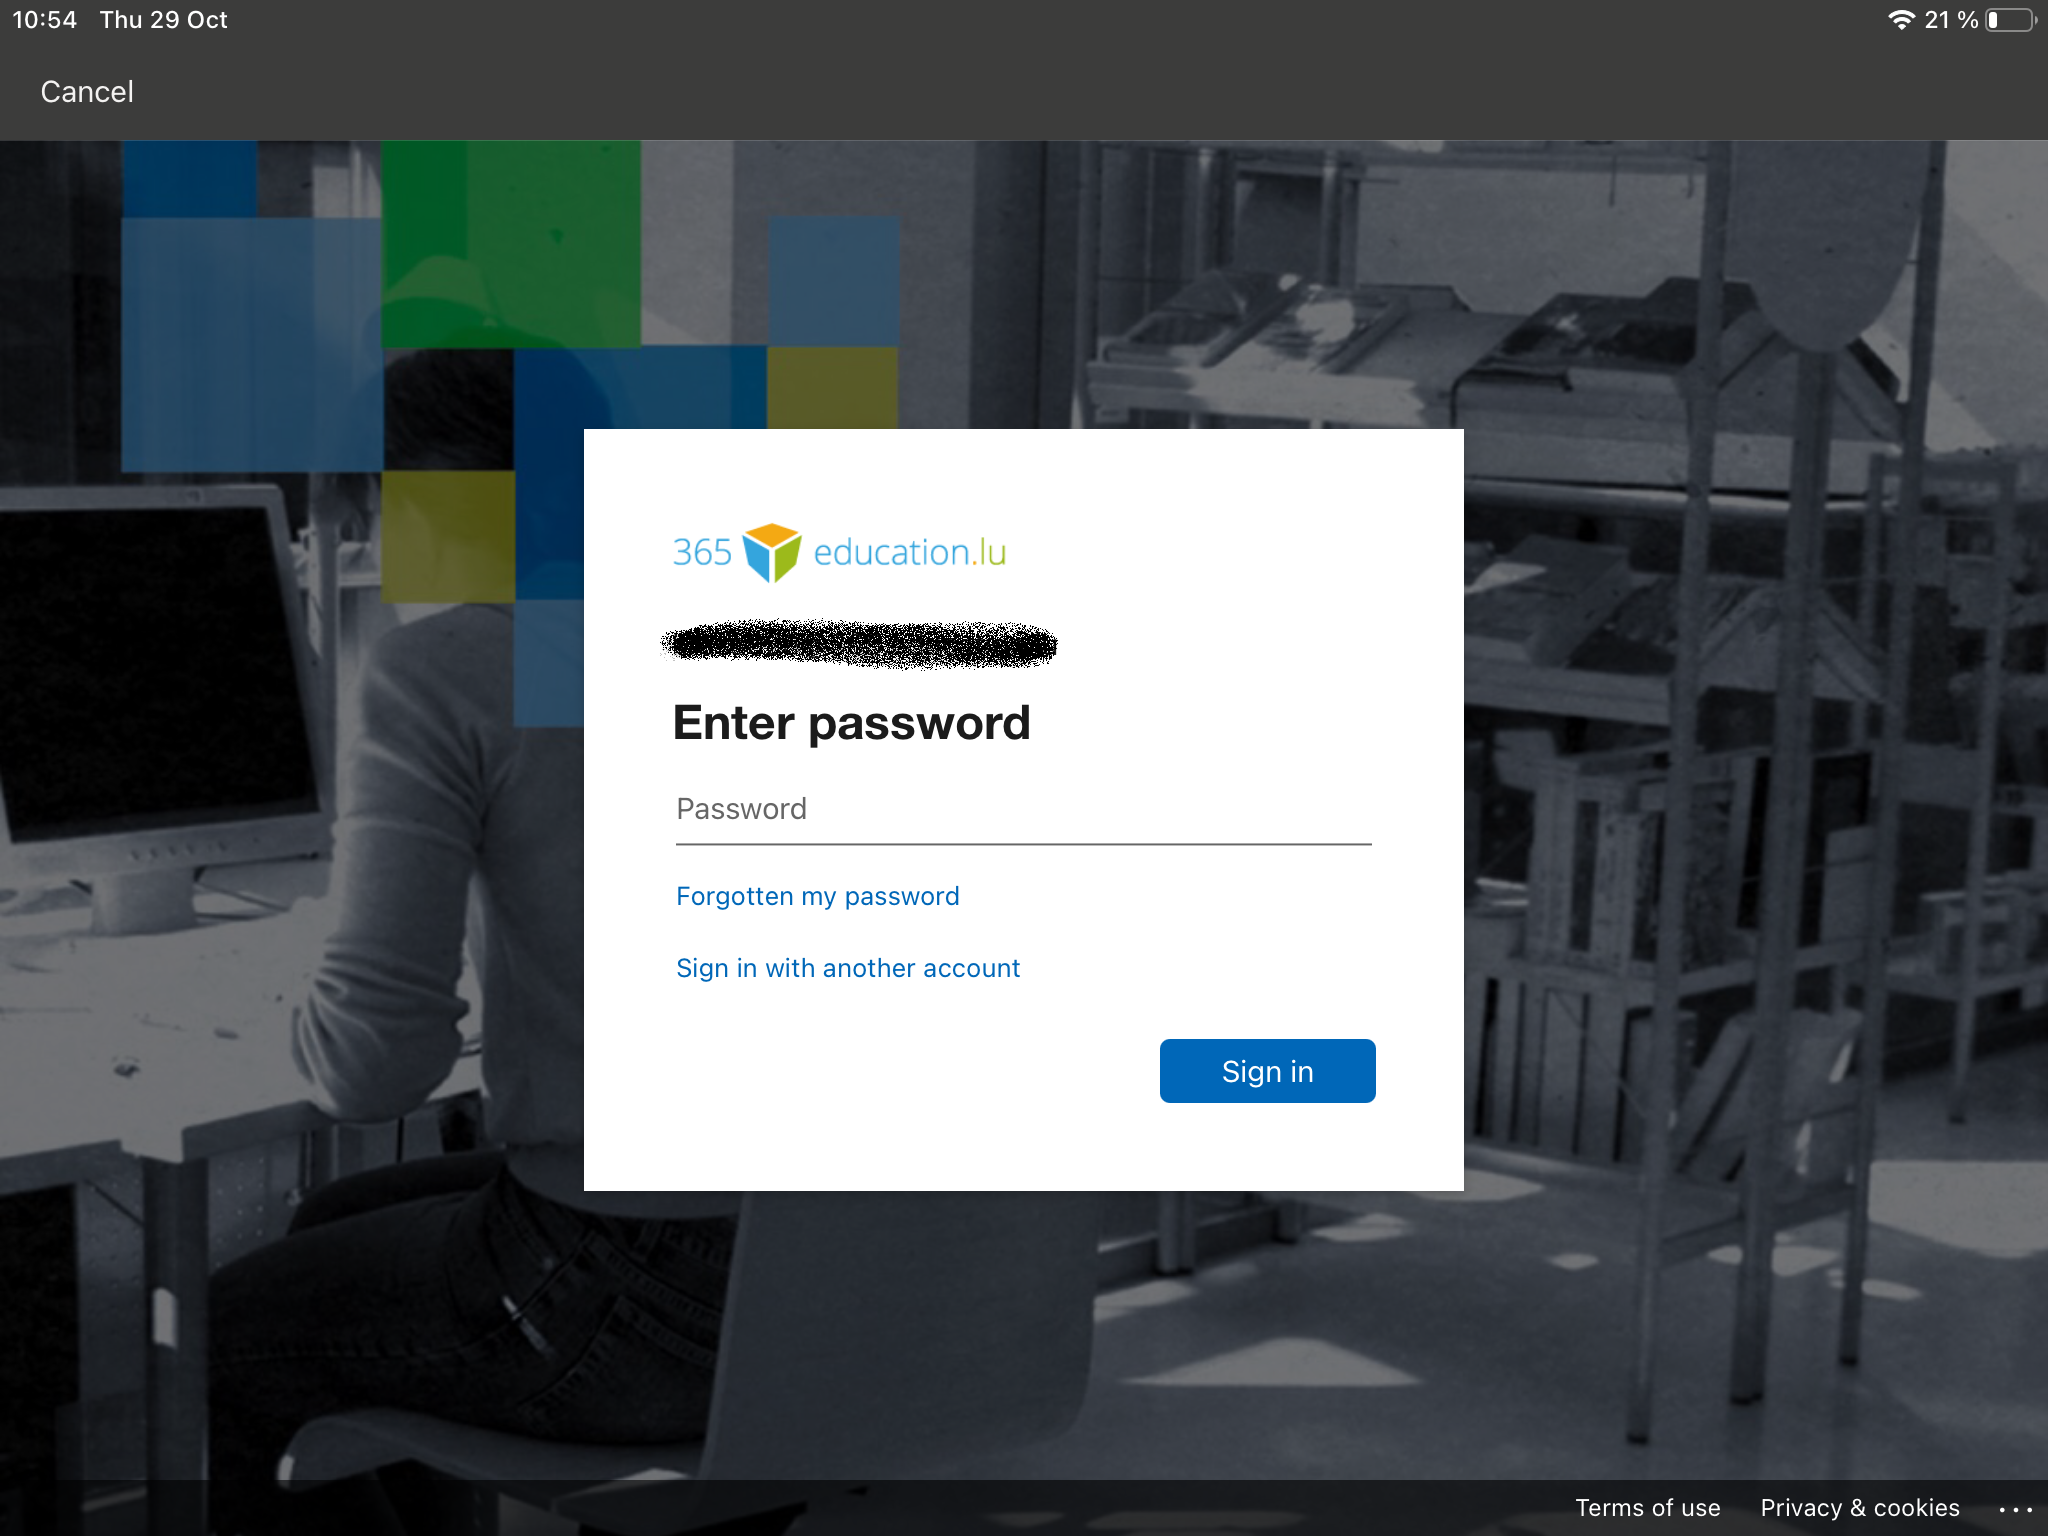 10:54 Thu 29 Oct 21 %
Cancel
365 education.lu
Enter password
Password
Forgotten my password
Sign in with another account
Sign in
Terms of use Privacy & cookies ...